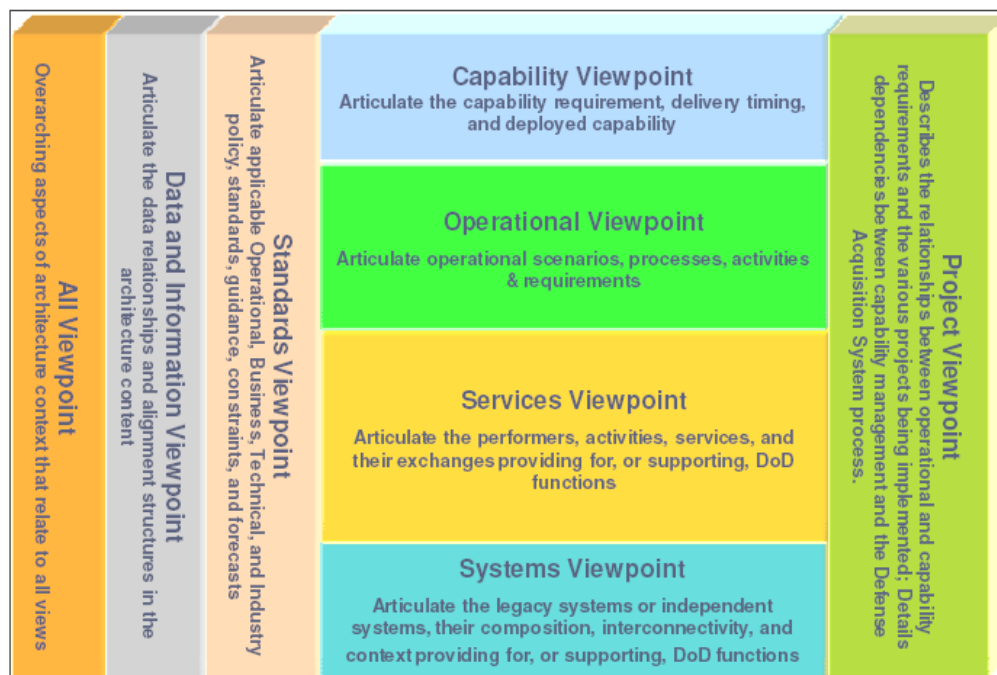 All Viewpoint
Overarching aspects of architecture context that relate to all views
Data and Information Viewpoint
Articulate the data relationships and alignment structures in the
architecture content
Standards Viewpoint
Articulate applicable Operational, Business, Technical, and Industry
policy, standards, guidance, constraints, and forecasts
Capability Viewpoint
Articulate the capability requirement, delivery timing,
and deployed capability
Operational Viewpoint
Articulate operational scenarios, processes, activities
& requirements
Services Viewpoint
Articulate the performers, activities, services, and
their exchanges providing for, or supporting, DoD
functions
Systems Viewpoint
Articulate the legacy systems or independent
systems, their composition, interconnectivity, and
context providing for, or supporting, DoD functions
Project Viewpoint
Describes the relationships between operational and capability
requirements and the various projects being implemented; Details
dependencies between capability management and the Defense
Acquisition System process.